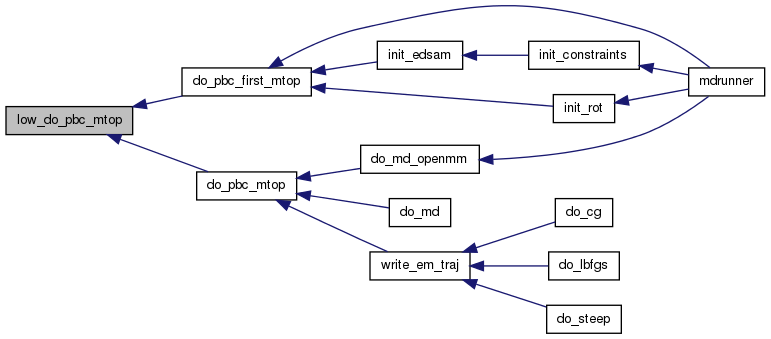 low_do_pbc_mtop
do_pbc_first_mtop
init_edsam
init_constraints
mdrunner
init_rot
do_pbc_mtop
do_md_openmm
do_md
write_em_traj
do_cg
do_lbfgs
do_steep